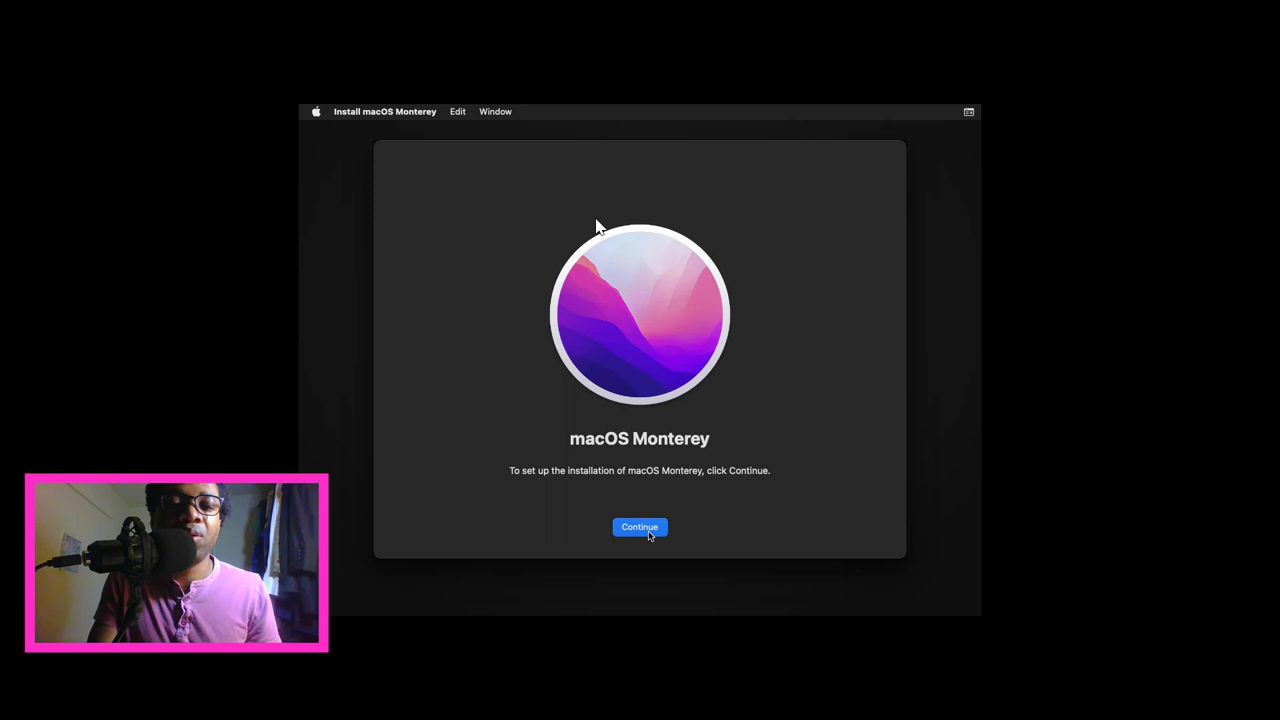 Install macOS Monterey Edit Window
macOS Monterey
To set up the installation of macOS Monterey, click Continue.
Continue